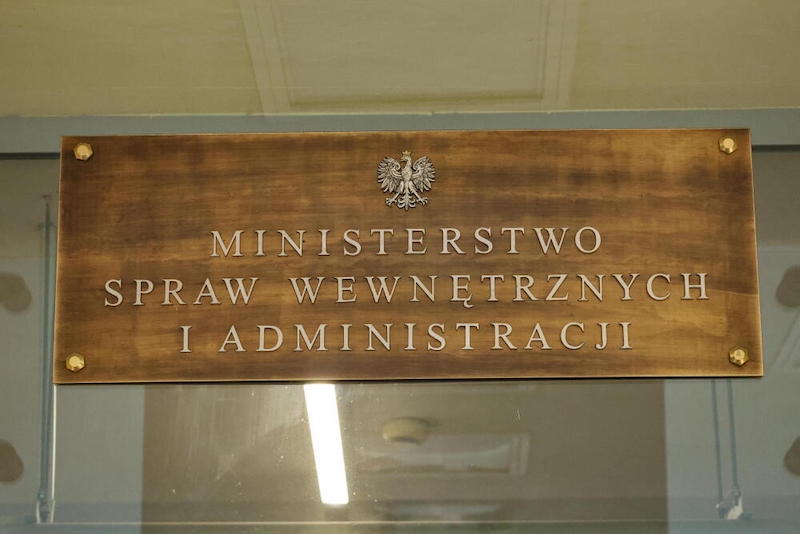 MINISTERSTWO
SPRAW WEWNĘTRZNYCH
I ADMINISTRACJI